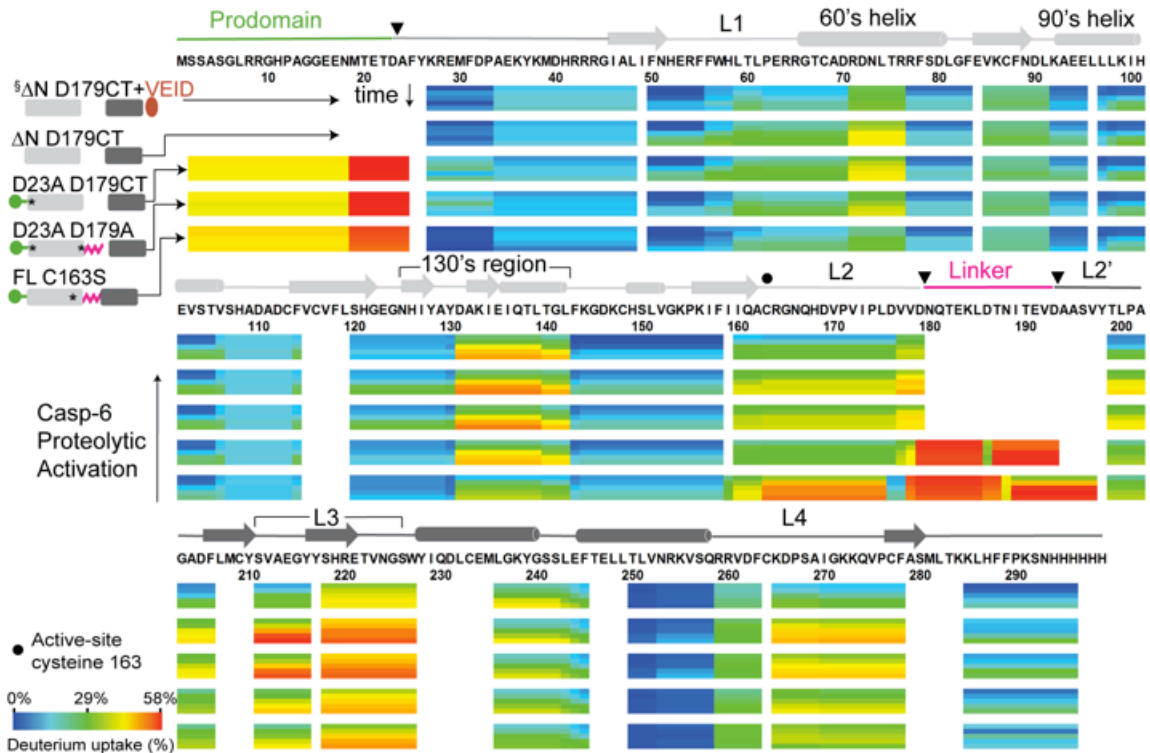 Prodomain L1 60's helix 90's helix
MSSASGLRRGHPAGGEENMTETDAFYKREMFDPAEKYKMDHRRRGIALIFNHERFFWHLTLPERRGTCADRDNLTRRFSDLGFEVKCFNDLKAEELLLKIH
10 20 30 40 50 60 70 80 90 100
time
§ΔN D179CT+VEID
ΔN D179CT
D23A D179CT
D23A D179A
FL C163S
130's region L2 Linker L2'
EVSTVSHADADCFVCVFLSHGEGNHIYAYDAKIEIQTLTGLFKGDKCHSLVGKPKIFIIQACRGNQHDVPVIPLDVVDNQTEKLDTNITEVDAASVYTLPA
110 120 130 140 150 160 170 180 190 200
Casp-6
Proteolytic
Activation
L3 L4
GADFLMCYSVAEGYYSHRETVNGSWYIQDLCEMLGKYGSSLEFTELLTLVNRKVSQRRVDFCKDPSAIGKKQVPCFASMLTKKLHFFPKSNHHHHHH
210 220 230 240 250 260 270 280 290
Active-site
cysteine 163
0% 29% 58%
Deuterium uptake (%)